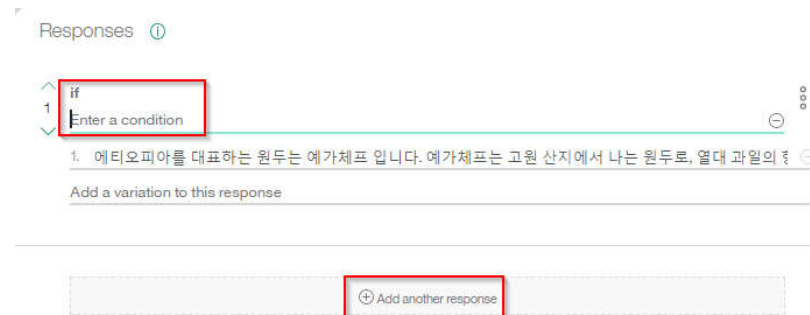 Responses
if
1
Enter a condition
1. 에티오피아를 대표하는 원두는 예가체프 입니다. 예가체프는 고원 산지에서 나는 원두로, 열대 과일의
Add a variation to this response
Add another response